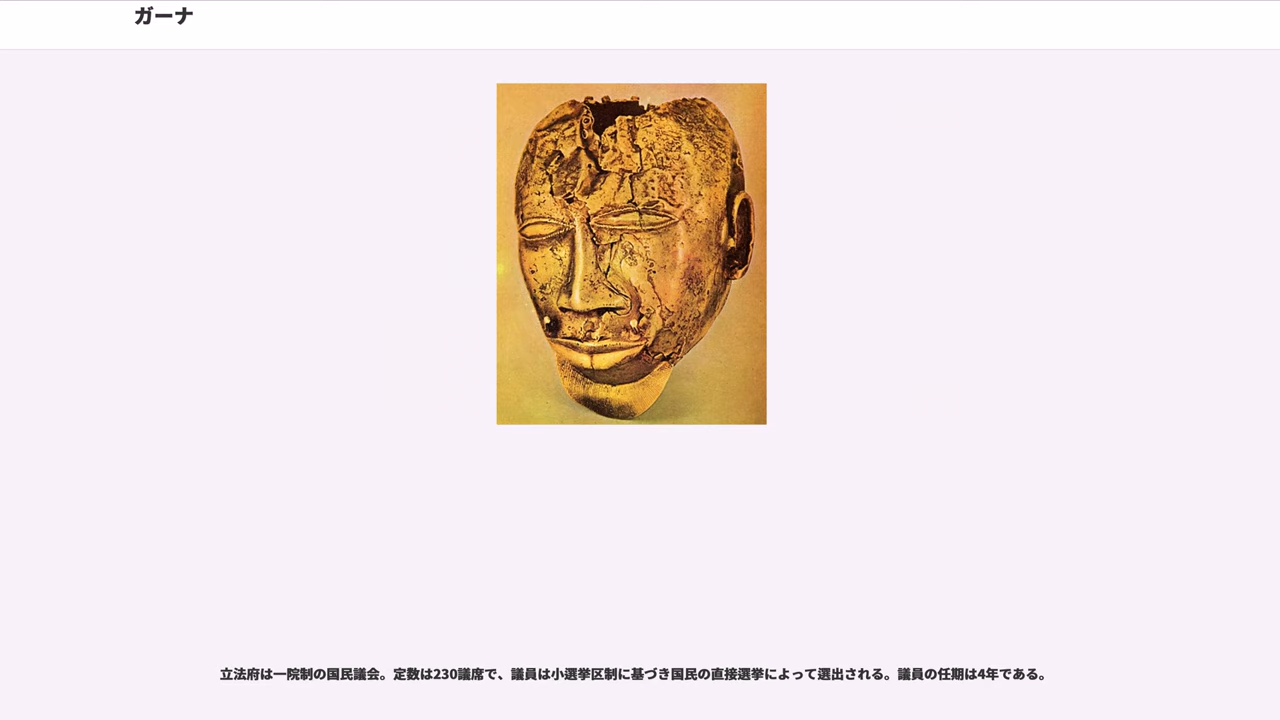 ガーナ
立法府は一院制の国民議会。定数は230議席で、議員は小選挙区制に基づき国民の直接選挙によって選出される。議員の任期は4年である。